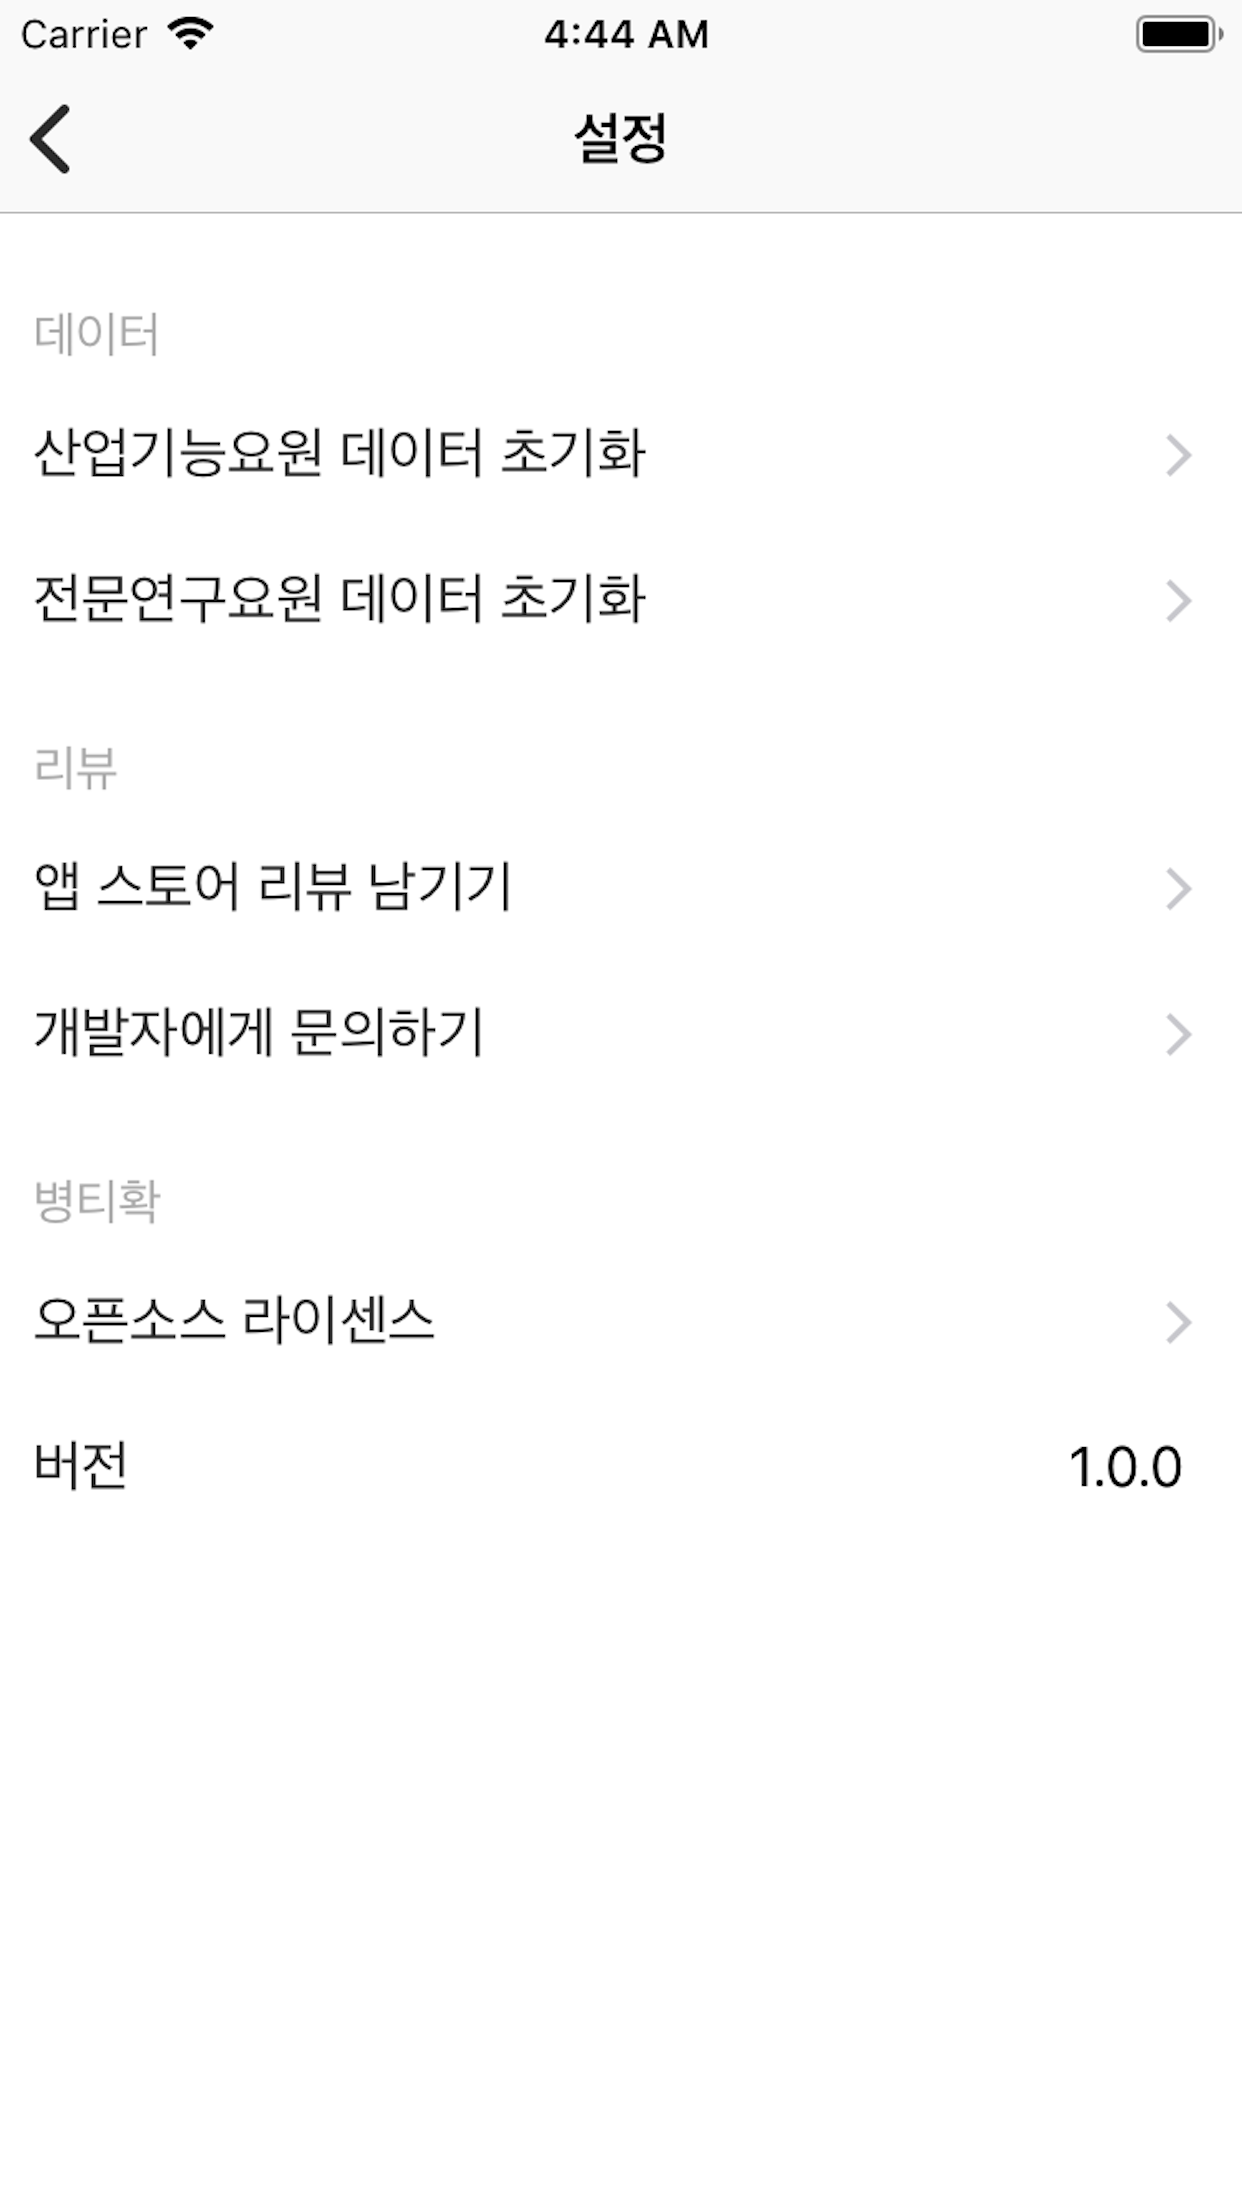 Carrier 4:44 AM
설정
데이터
산업기능요원 데이터 초기화
전문연구요원 데이터 초기화
리뷰
앱 스토어 리뷰 남기기
개발자에게 문의하기
병티확
오픈소스 라이센스
버전 1.0.0